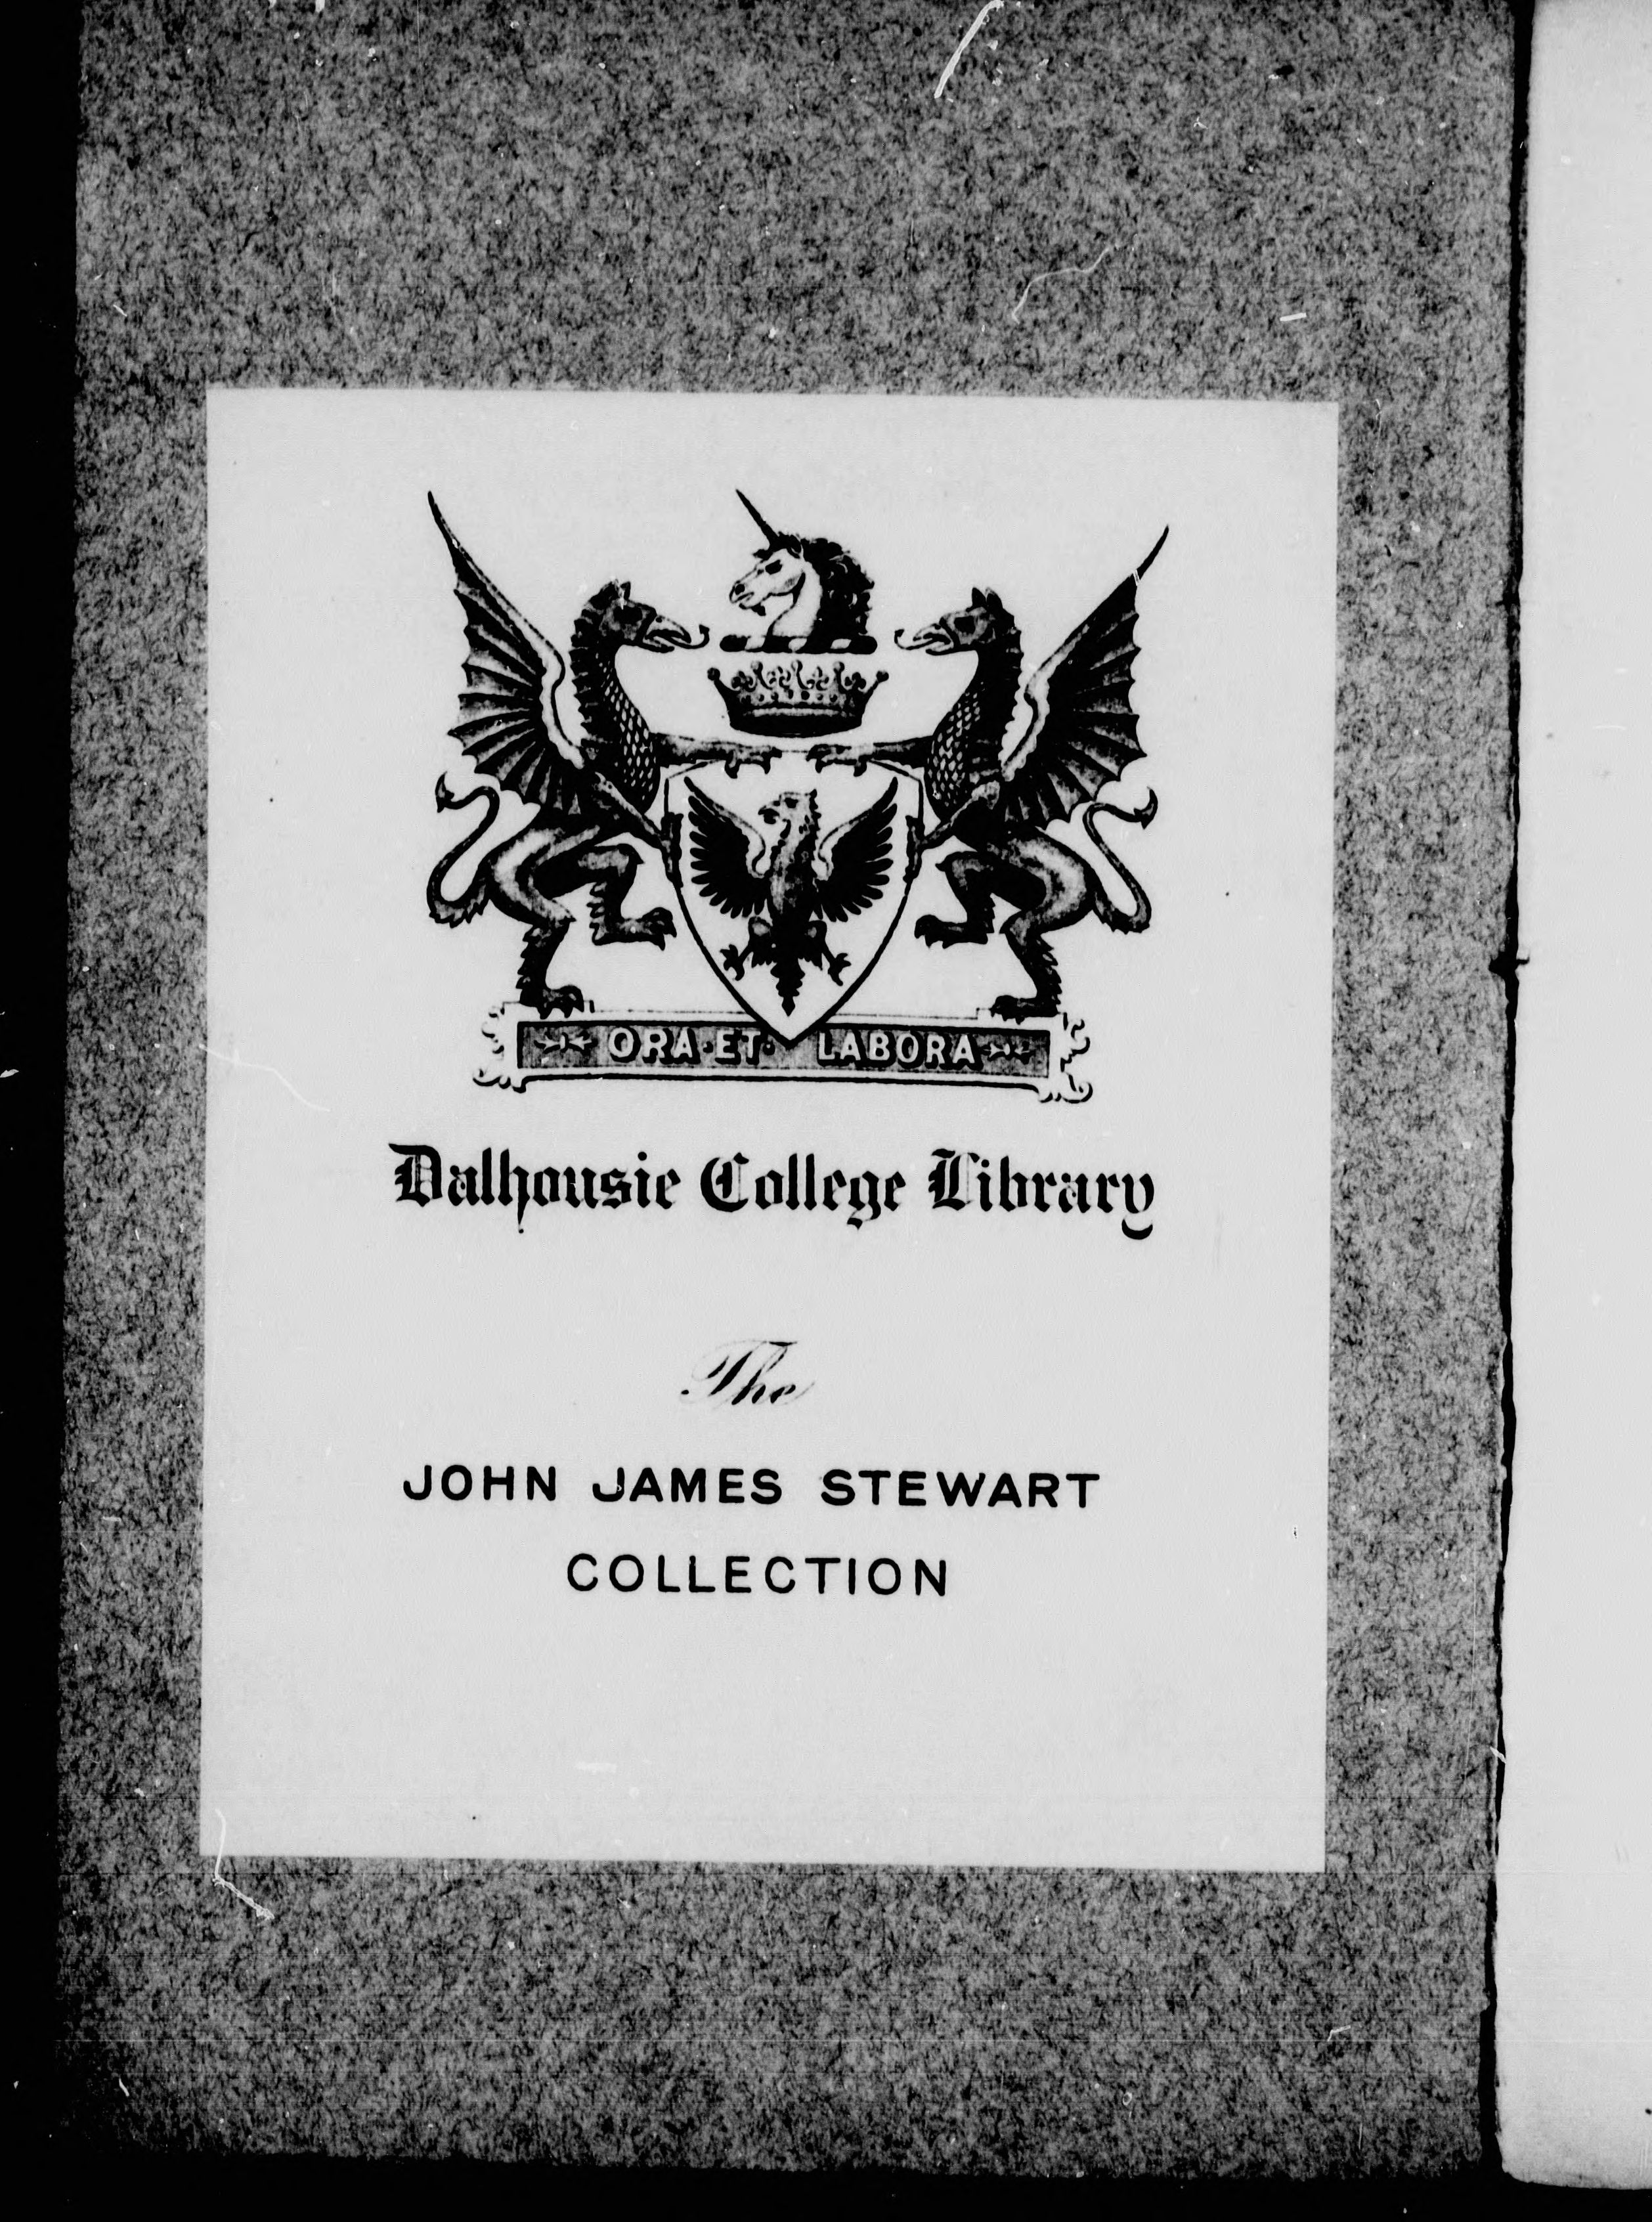 ORA·ET· LABORA
Dalhousie College Library
The
JOHN JAMES STEWART
COLLECTION